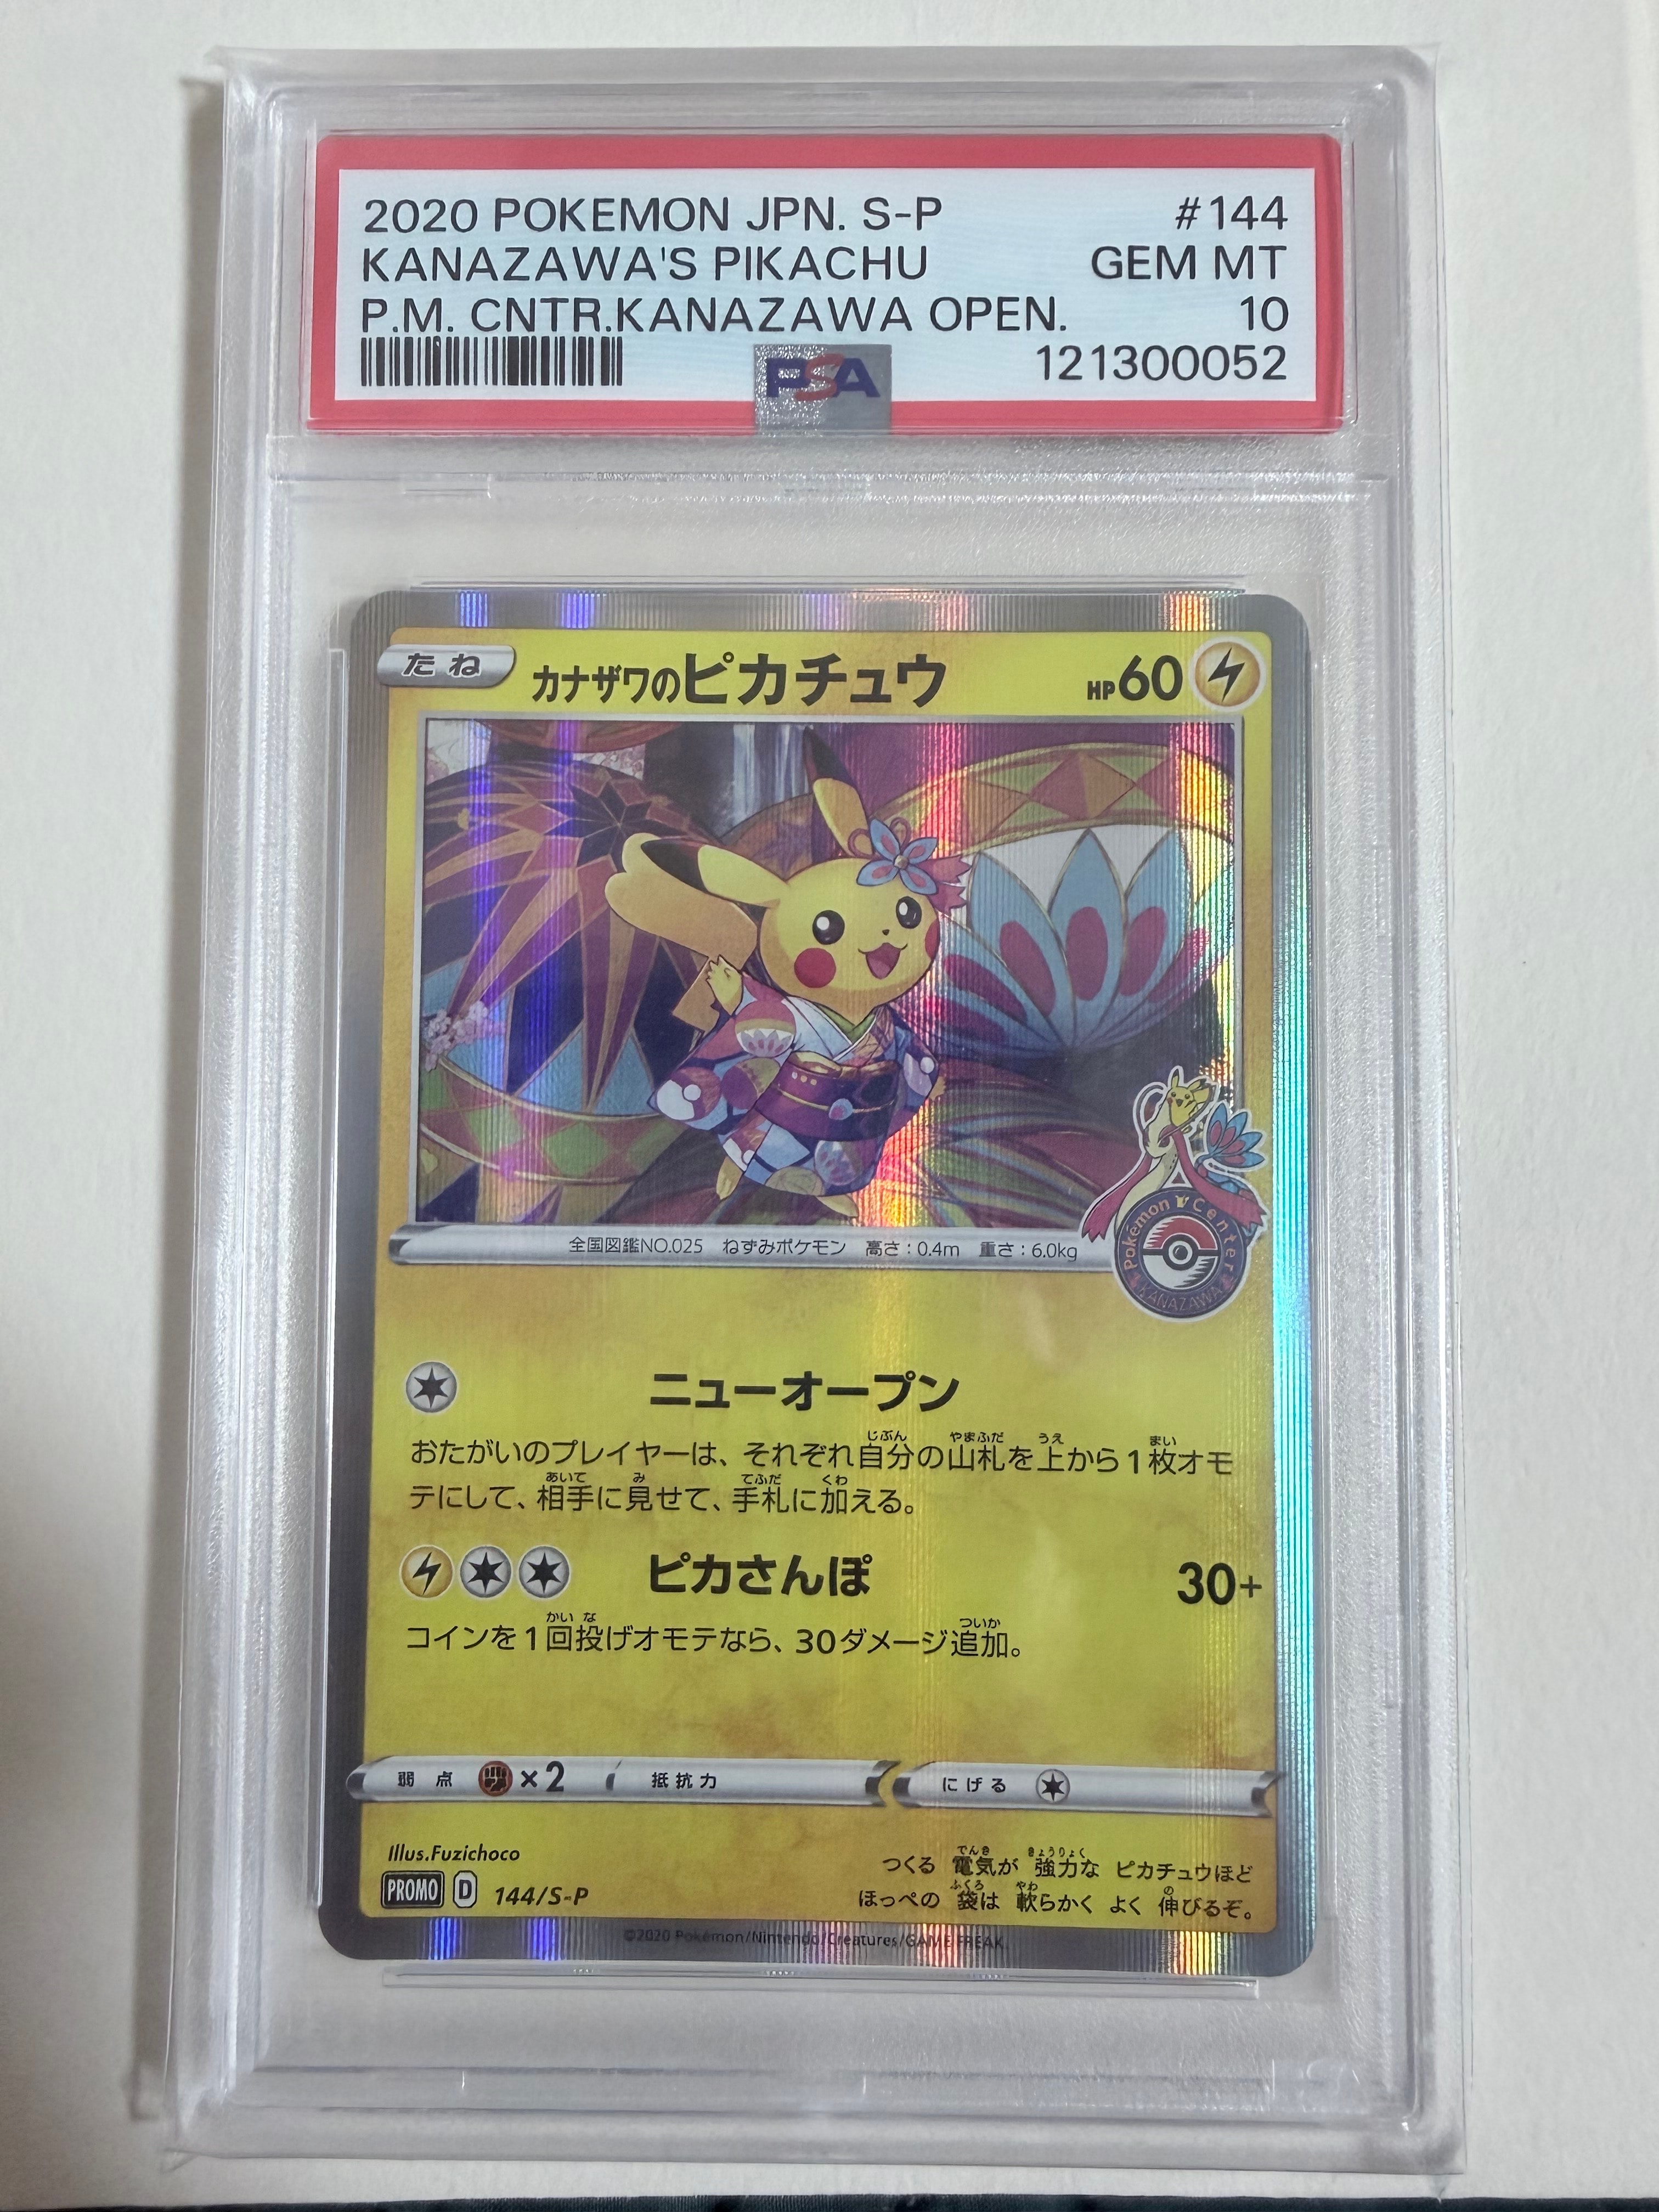 2020 POKEMON JPN. S-P #144
KANAZAWA'S PIKACHU GEM MT
P.M. CNTR.KANAZAWA OPEN. 10
121300052
PSA
たね カナザワのピカチュウ HP60
全国図鑑NO.025 ねずみポケモン 高さ:0.4m 重さ:6.0kg
Pokémon Center
KANAZAWA
ニューオープン
おたがいのプレイヤーは、それぞれ自分の山札を上から1枚オモ
テにして、相手に見せて、手札に加える。
ピカさんぽ 30+
コインを1回投げオモテなら、30ダメージ追加。
弱点 ×2 抵抗力 にげる
Illus.Fuzichoco
PROMO D 144/S-P
つくる 電気が 強力な ピカチュウほど
ほっぺの 袋は 軟らかく よく 伸びるぞ。
©2020 Pokémon/Nintendo/Creatures/GAME FREAK.